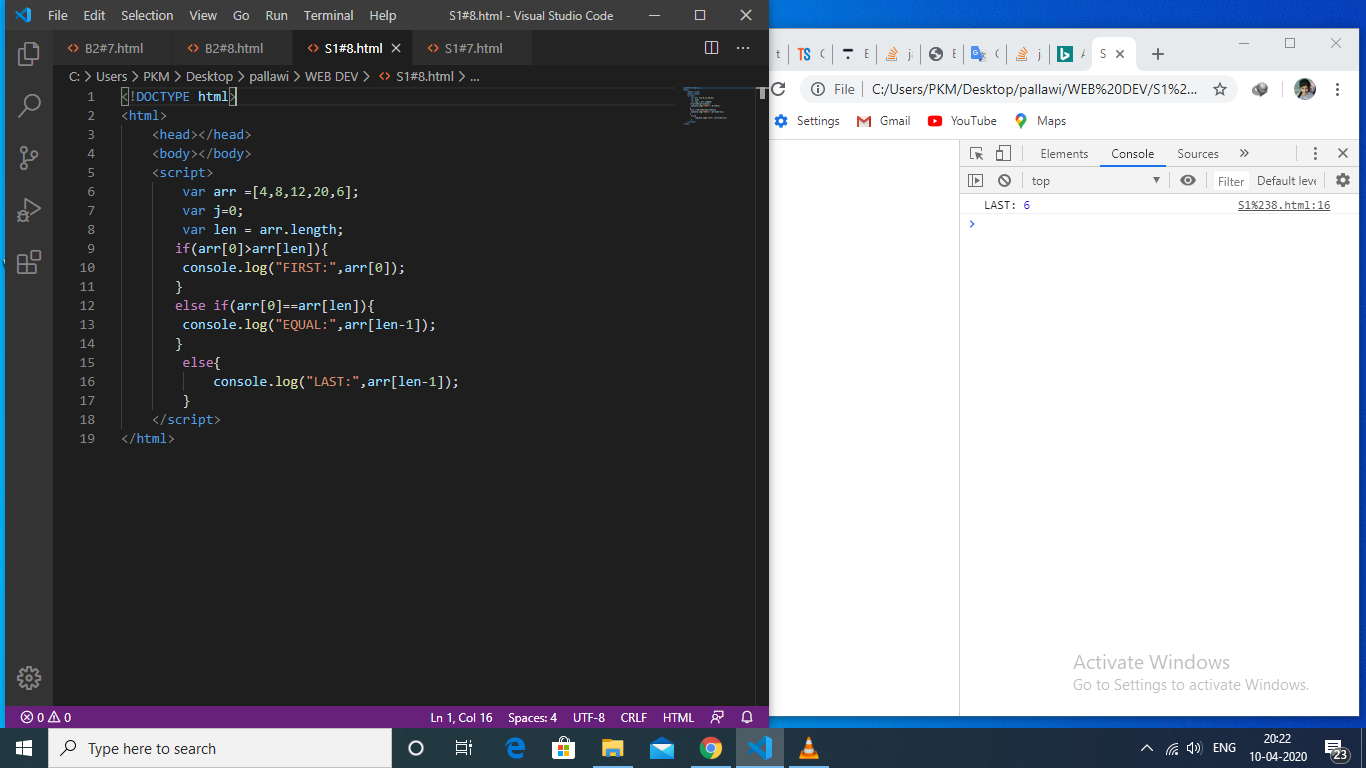 File Edit Selection View Go Run Terminal Help S1#8.html - Visual Studio Code
B2#7.html B2#8.html S1#8.html S1#7.html
C: > Users > PKM > Desktop > pallawi > WEB DEV > S1#8.html > ...
1 <!DOCTYPE html>
2 <html>
3 <head></head>
4 <body></body>
5 <script>
6 var arr =[4,8,12,20,6];
7 var j=0;
8 var len = arr.length;
9 if(arr[0]>arr[len]){
10 console.log("FIRST:",arr[0]);
11 }
12 else if(arr[0]==arr[len]){
13 console.log("EQUAL:",arr[len-1]);
14 }
15 else{
16 console.log("LAST:",arr[len-1]);
17 }
18 </script>
19 </html>
0 0 Ln 1, Col 16 Spaces: 4 UTF-8 CRLF HTML
t TS S
File C:/Users/PKM/Desktop/pallawi/WEB%20DEV/S1%2...
Settings Gmail YouTube Maps
Elements Console Sources »
top Filter Default leve
LAST: 6 S1%238.html:16
>
Activate Windows
Go to Settings to activate Windows.
Type here to search
ENG 20:22
10-04-2020
23